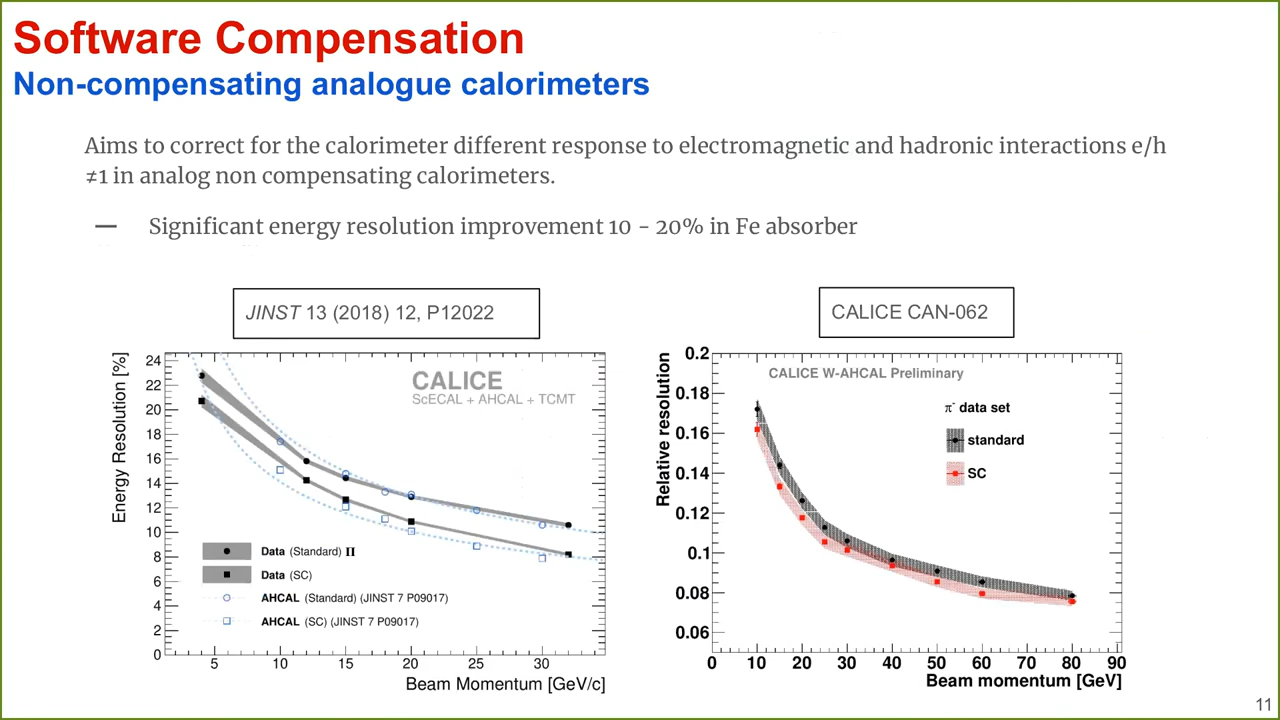 Software Compensation
Non-compensating analogue calorimeters
Aims to correct for the calorimeter different response to electromagnetic and hadronic interactions e/h
≠1 in analog non compensating calorimeters.
— Significant energy resolution improvement 10 - 20% in Fe absorber
JINST 13 (2018) 12, P12022
CALICE CAN-062
Energy Resolution [%]
24
22
20
18
16
14
12
10
8
6
4
2
0
CALICE
ScECAL + AHCAL + TCMT
Data (Standard) II
Data (SC)
AHCAL (Standard) (JINST 7 P09017)
AHCAL (SC) (JINST 7 P09017)
5 10 15 20 25 30
Beam Momentum [GeV/c]
Relative resolution
0.2
0.18
0.16
0.14
0.12
0.1
0.08
0.06
CALICE W-AHCAL Preliminary
π- data set
standard
SC
0 10 20 30 40 50 60 70 80 90
Beam momentum [GeV]
11